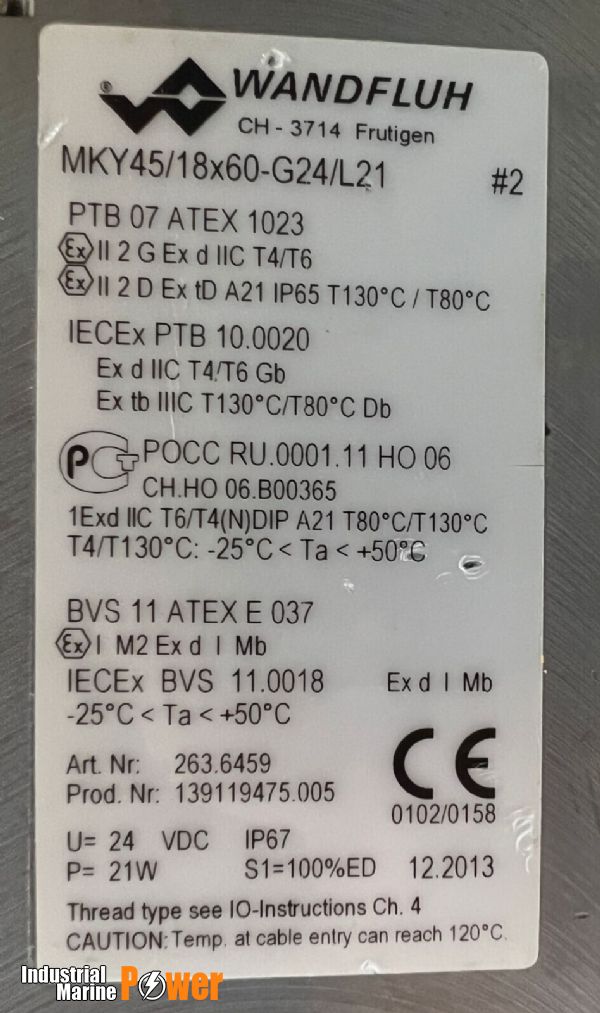 WANDFLUH
®
CH - 3714 Frutigen
MKY45/18x60-G24/L21 #2
PTB 07 ATEX 1023
Ex II 2 G Ex d IIC T4/T6
Ex II 2 D Ex tD A21 IP65 T130°C / T80°C
IECEx PTB 10.0020
Ex d IIC T4/T6 Gb
Ex tb IIIC T130°C/T80°C Db
РОСС RU.0001.11 НО 06
CH.HO 06.B00365
1Exd IIC T6/T4(N)DIP A21 T80°C/T130°C
T4/T130°C: -25°C < Ta < +50°C
BVS 11 ATEX E 037
Ex I M2 Ex d I Mb
IECEx BVS 11.0018 Ex d I Mb
-25°C < Ta < +50°C
Art. Nr: 263.6459
Prod. Nr: 139119475.005
CE
0102/0158
U= 24 VDC IP67
P= 21W S1=100%ED 12.2013
Thread type see IO-Instructions Ch. 4
CAUTION: Temp. at cable entry can reach 120°C.
Industrial
Marine Power